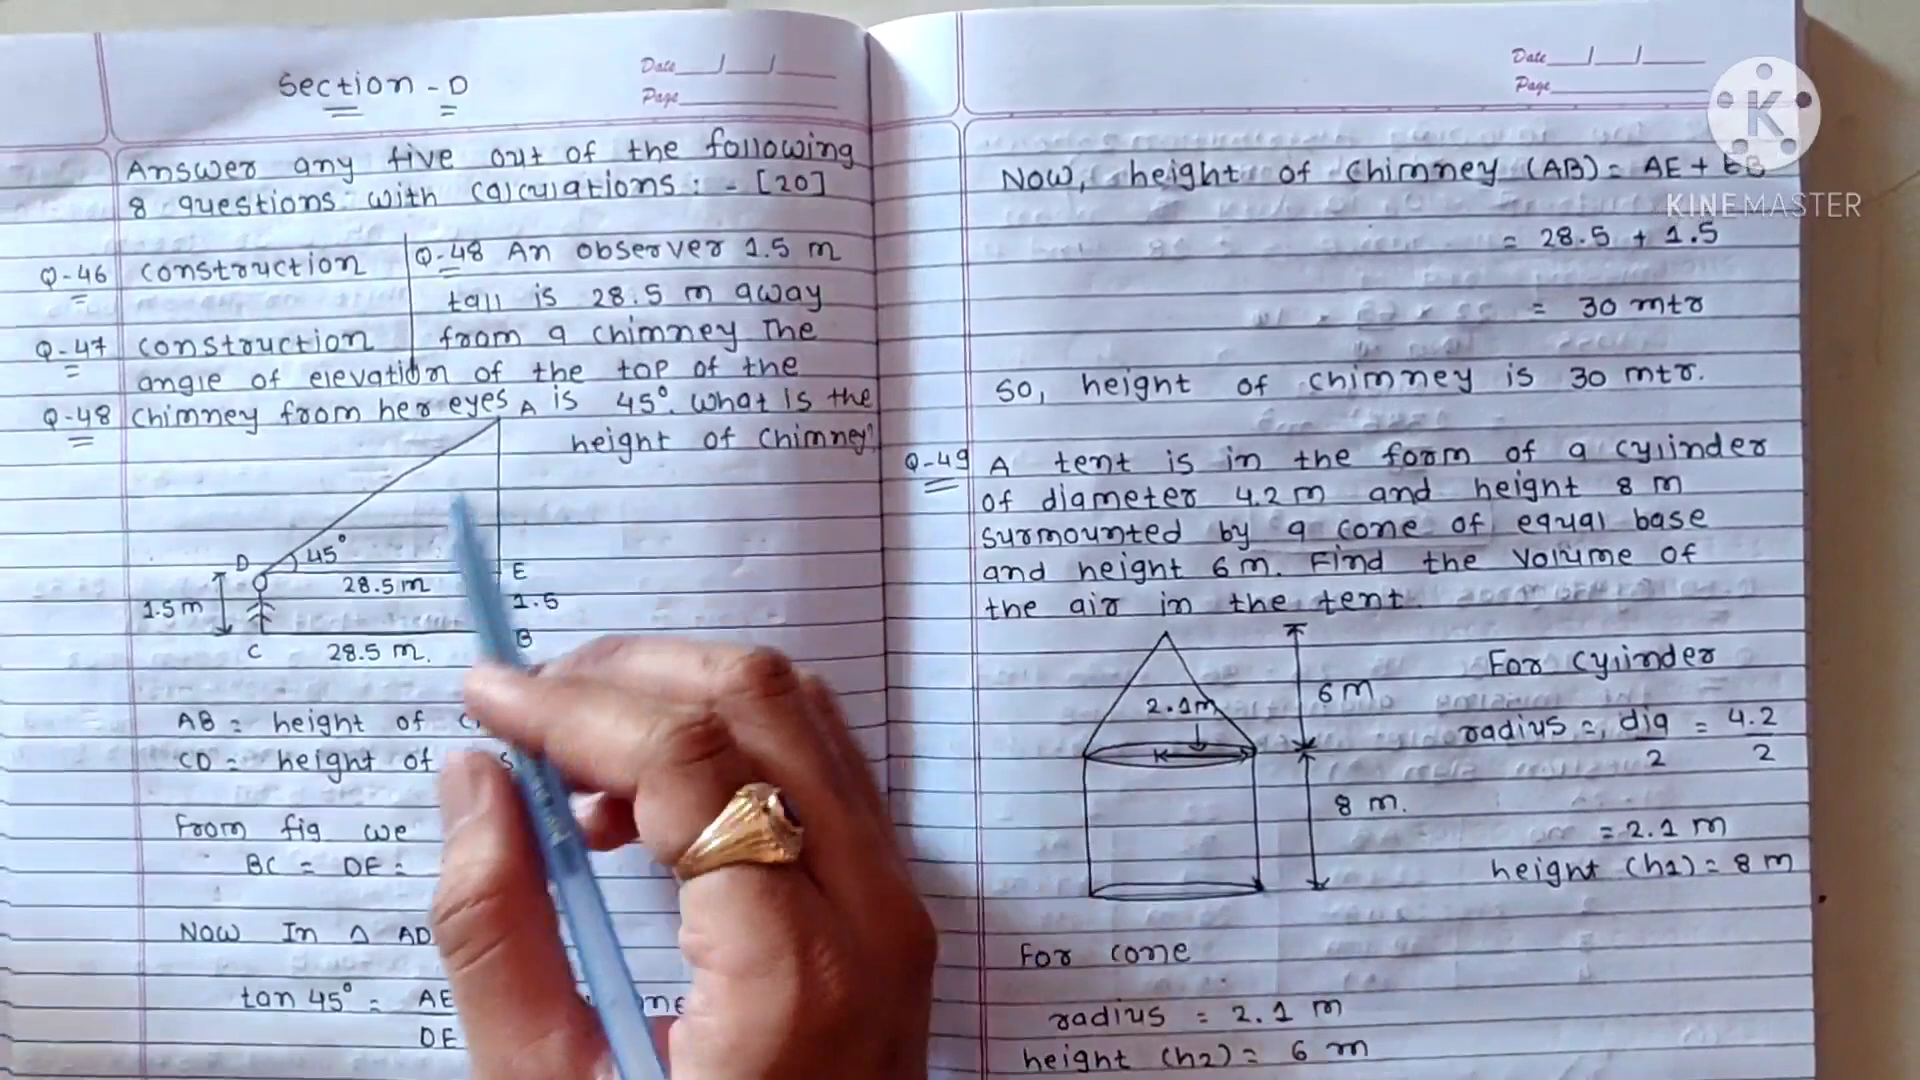 Section - D
Date
Page
Answer any five out of the following
8 questions with calculations: - [20]
Q-46 construction
Q-47 construction
Q-48 An observer 1.5 m
tall is 28.5 m away
from a chimney The
angle of elevation of the top of the
Q-48 chimney from her eyes is 45°. What is the
height of chimney?
A
D 45°
28.5 m E
1.5 m 1.5
C 28.5 m. B
AB = height of
CD = height of
From fig we
BC = DE =
Now In △ AD
tan 45° = AE
DE
Date
Page
K
KINEMASTER
Now, height of chimney (AB) = AE + EB
= 28.5 + 1.5
= 30 mtr
So, height of chimney is 30 mtr.
Q-49 A tent is in the form of a cylinder
of diameter 4.2 m and height 8 m
surmounted by a cone of equal base
and height 6 m. Find the volume of
the air in the tent.
2.1m
6 m
8 m.
For cylinder
radius = dia = 4.2
2 2
= 2.1 m
height (h1) = 8 m
For cone
radius = 2.1 m
height (h2) = 6 m